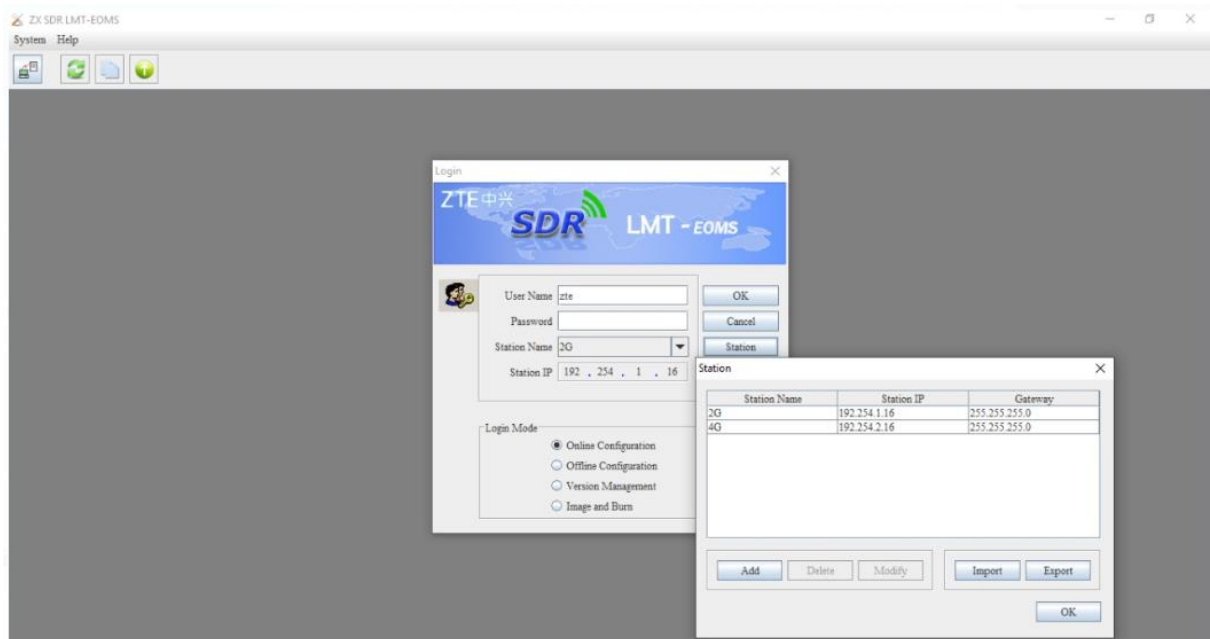 ZX SDR LMT-EOMS
System Help
Login
ZTE中兴
SDR LMT - EOMS
User Name zte OK
Password Cancel
Station Name 2G Station
Station IP 192 . 254 . 1 . 16
Login Mode
Online Configuration
Offline Configuration
Version Management
Image and Burn
Station
Station Name Station IP Gateway
2G 192.254.1.16 255.255.255.0
4G 192.254.2.16 255.255.255.0
Add Delete Modify Import Export
OK